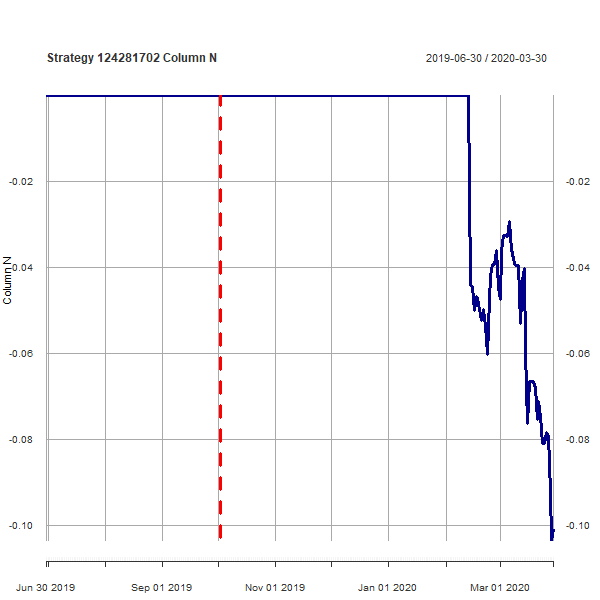 Strategy 124281702 Column N
2019-06-30 / 2020-03-30
Column N
-0.02
-0.04
-0.06
-0.08
-0.10
-0.02
-0.04
-0.06
-0.08
-0.10
Jun 30 2019
Sep 01 2019
Nov 01 2019
Jan 01 2020
Mar 01 2020